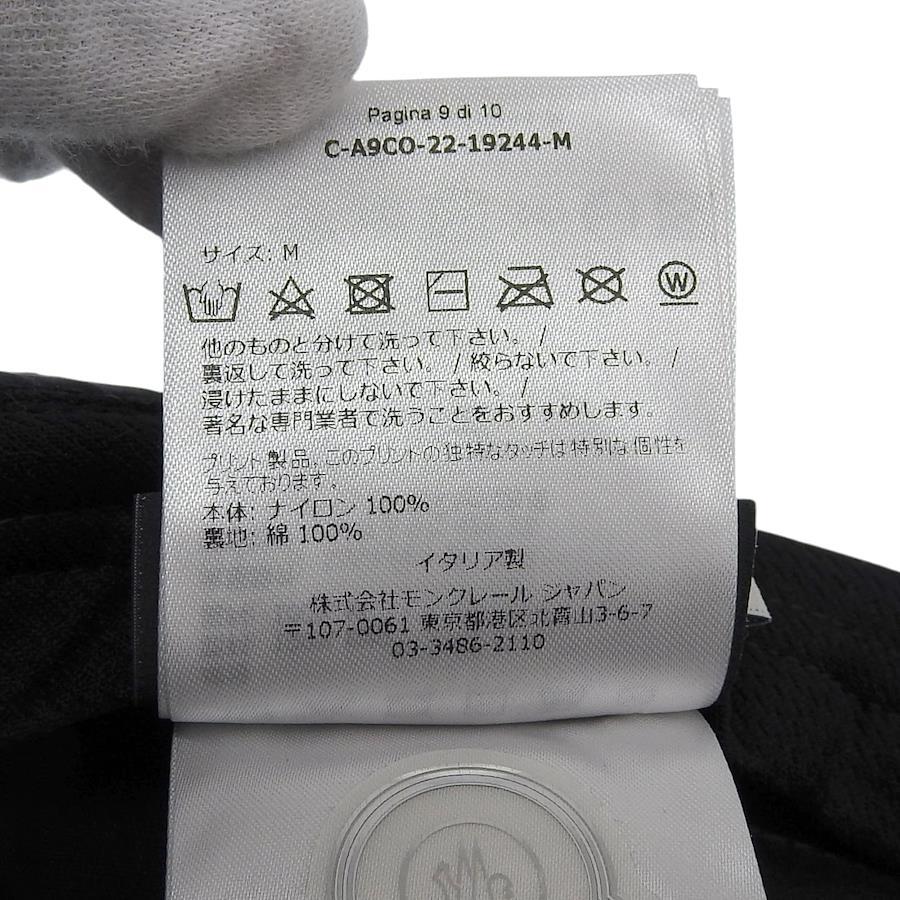 Pagina 9 di 10
C-A9CO-22-19244-M
サイズ: M
W
他のものと分けて洗って下さい。 /
裏返して洗って下さい。 / 絞らないで下さい。 /
浸けたままにしないで下さい。 /
著名な専門業者で洗うことをおすすめします
プリント製品。このプリントの独特なタッチは特別な個性を
与えております。
本体: ナイロン 100%
裏地: 綿 100%
イタリア製
株式会社モンクレール ジャパン
〒107-0061 東京都港区北青山3-6-7
03-3486-2110